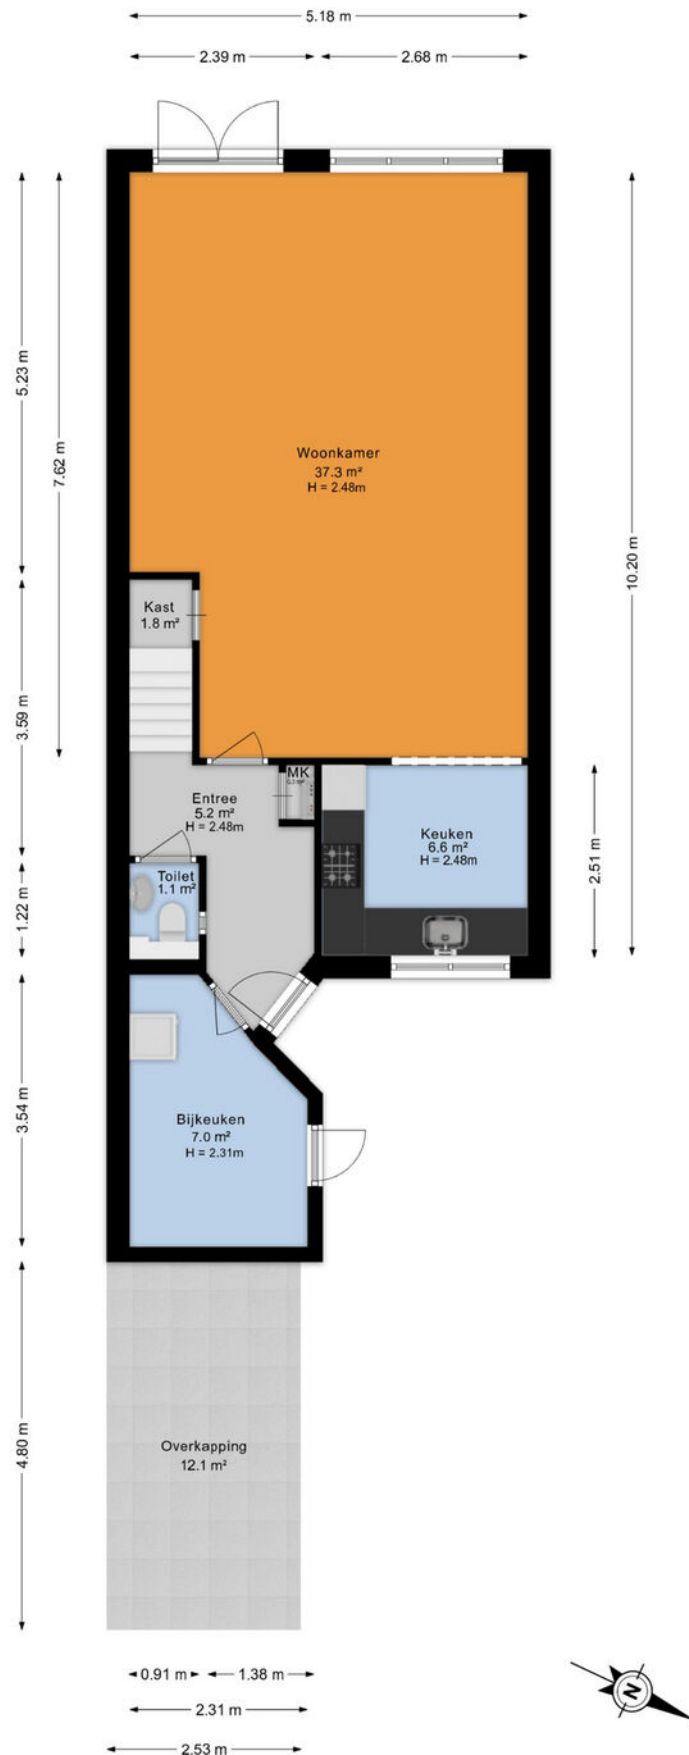 5.18 m
2.39 m
2.68 m
5.23 m
7.62 m
10.20 m
Woonkamer
37.3 m²
H = 2.48m
Kast
1.8 m²
3.59 m
MK
Entree
5.2 m²
H = 2.48m
Keuken
6.6 m²
H = 2.48m
2.51 m
Toilet
1.1 m²
1.22 m
Bijkeuken
7.0 m²
H = 2.31m
3.54 m
Overkapping
12.1 m²
4.80 m
0.91 m
1.38 m
2.31 m
2.53 m
N